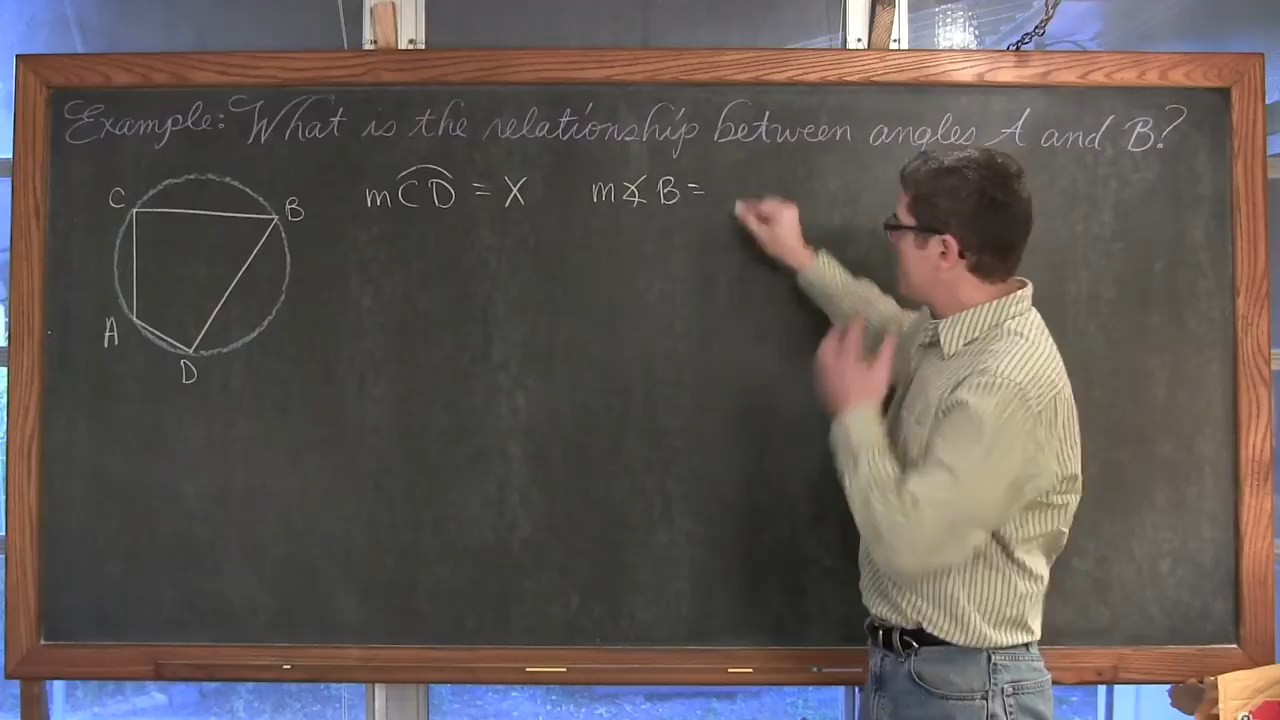 Example: What is the relationship between angles A and B?
C
B
A
D
m⌒CD = X
m∡B =